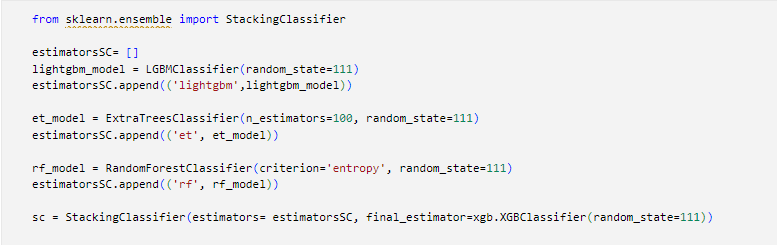 from sklearn.ensemble import StackingClassifier
estimatorsSC= []
lightgbm_model = LGBMClassifier(random_state=111)
estimatorsSC.append(('lightgbm',lightgbm_model))
et_model = ExtraTreesClassifier(n_estimators=100, random_state=111)
estimatorsSC.append(('et', et_model))
rf_model = RandomForestClassifier(criterion='entropy', random_state=111)
estimatorsSC.append(('rf', rf_model))
sc = StackingClassifier(estimators= estimatorsSC, final_estimator=xgb.XGBClassifier(random_state=111))